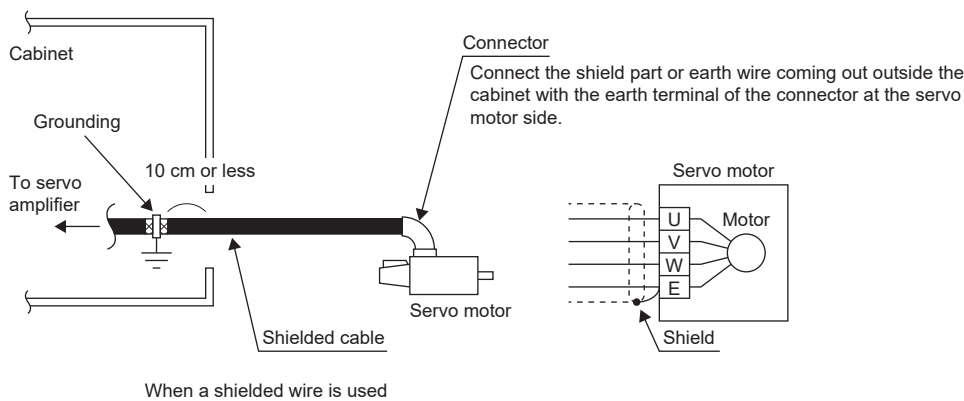 Cabinet
Grounding
To servo
amplifier
10 cm or less
Connector
Connect the shield part or earth wire coming out outside the
cabinet with the earth terminal of the connector at the servo
motor side.
Servo motor
Shielded cable
Servo motor
U
V
W
E
Motor
Shield
When a shielded wire is used